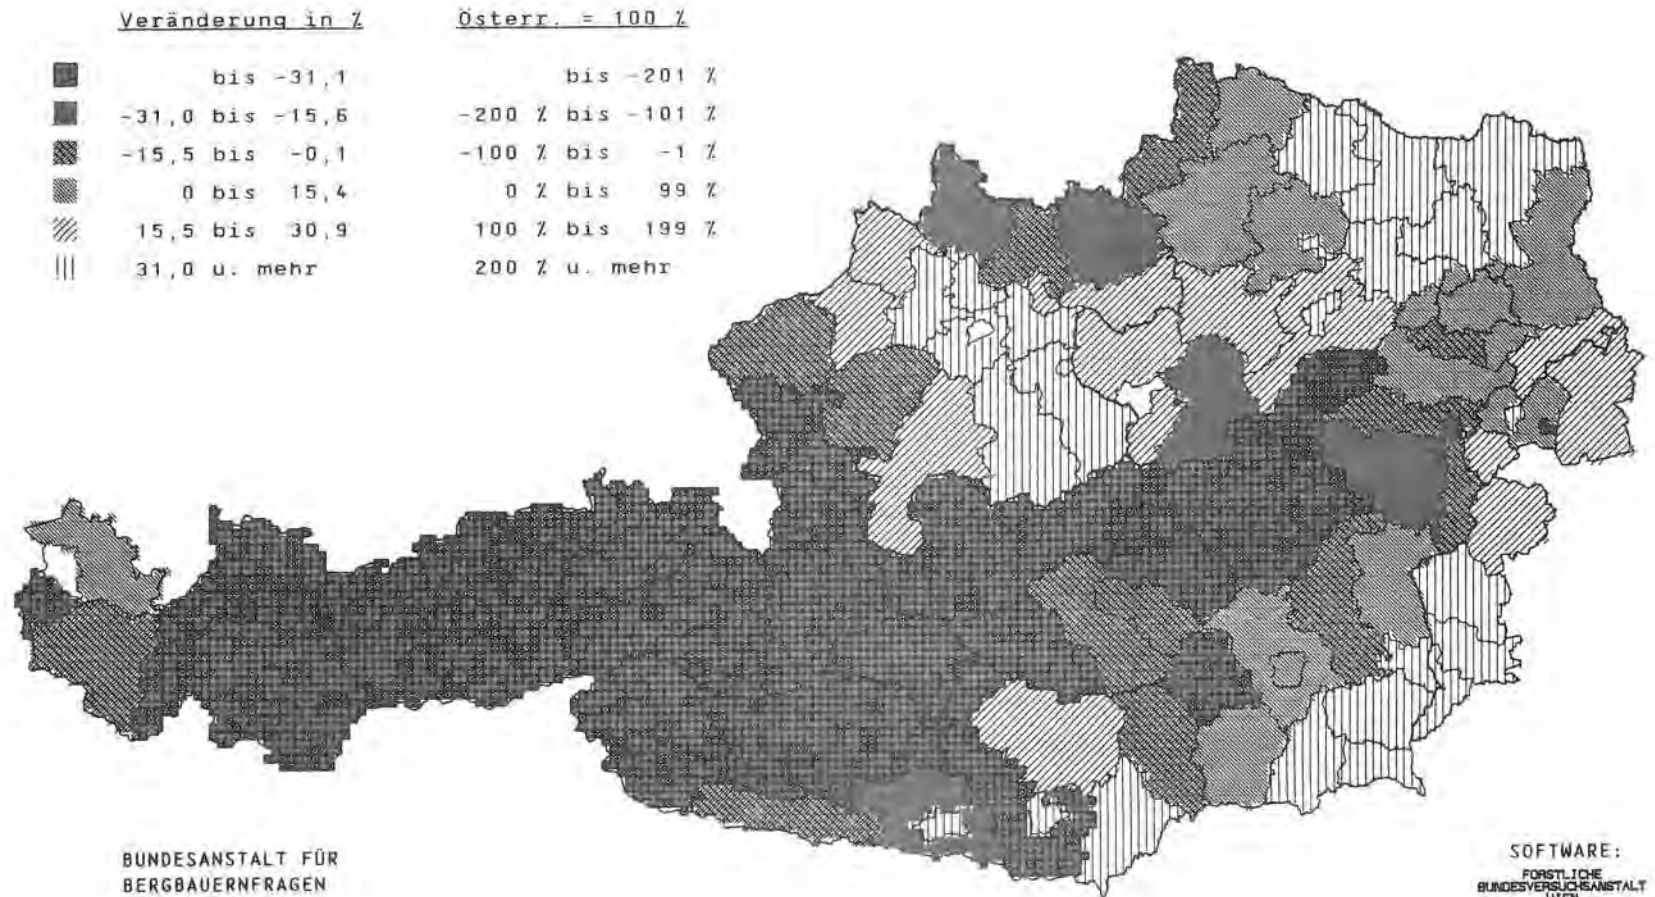 Veränderung in %   Österr. = 100 %
bis -31,1   bis -201 %
-31,0 bis -15,6   -200 % bis -101 %
-15,5 bis -0,1   -100 % bis -1 %
0 bis 15,4   0 % bis 99 %
15,5 bis 30,9   100 % bis 199 %
31,0 u. mehr   200 % u. mehr
BUNDESANSTALT FÜR
BERGBAUERNFRAGEN
SOFTWARE:
FORSTLICHE
BUNDESVERSUCHSANSTALT
WIEN